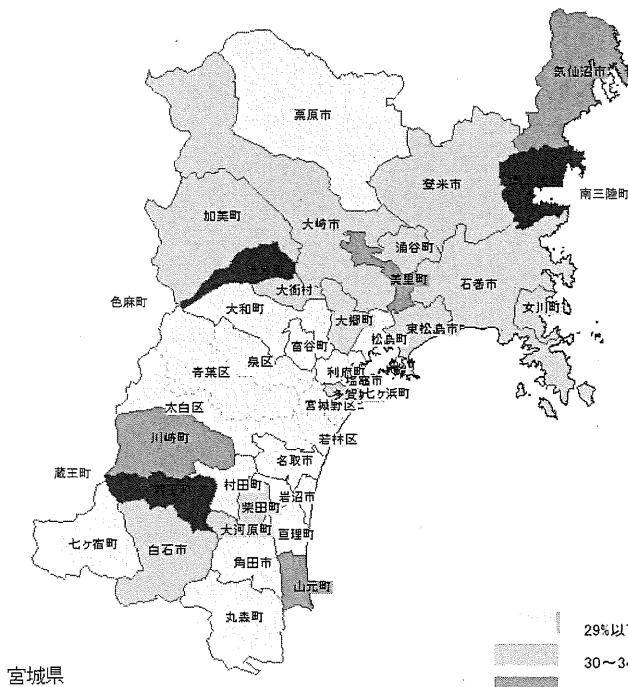 気仙沼市
栗原市
登米市
南三陸町
加美町
大崎市
涌谷町
美里町
石巻市
女川町
色麻町
大衡村
大和町
大郷町
東松島市
松島町
富谷町
泉区
青葉区
利府町
塩竈市
多賀城市
七ヶ浜町
宮城野区
太白区
若林区
川崎町
名取市
蔵王町
村田町
岩沼市
柴田町
大河原町
亘理町
七ヶ宿町
白石市
角田市
山元町
丸森町
29%以
30～3
宮城県